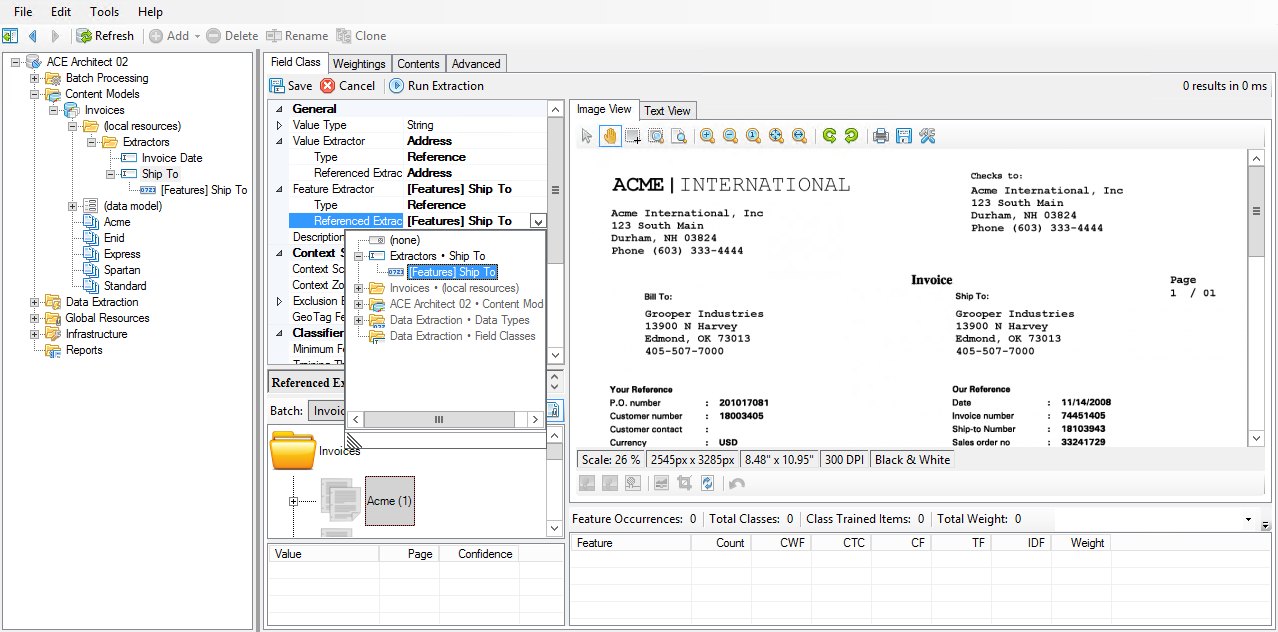 File Edit Tools Help
Refresh Add Delete Rename Clone
ACE Architect 02
Batch Processing
Content Models
Invoices
(local resources)
Extractors
Invoice Date
Ship To
[Features] Ship To
(data model)
Acme
Enid
Express
Spartan
Standard
Data Extraction
Global Resources
Infrastructure
Reports
Field Class Weightings Contents Advanced
Save Cancel Run Extraction 0 results in 0 ms
General
Value Type String
Value Extractor Address
Type Reference
Referenced Extrac Address
Feature Extractor [Features] Ship To
Type Reference
Referenced Extrac [Features] Ship To
Description
Context S
Context Sc
Context Zo
Exclusion E
GeoTag Fe
Classifier
Minimum Fe
(none)
Extractors • Ship To
0723 [Features] Ship To
Invoices • (local resources)
ACE Architect 02 • Content Mod
Data Extraction • Data Types
Data Extraction • Field Classes
Referenced Ex
Batch: Invoic
Invoices
Acme (1)
Value Page Confidence
Image View Text View
ACME | INTERNATIONAL
Acme International, Inc
123 South Main
Durham, NH 03824
Phone (603) 333-4444
Checks to:
Acme International, Inc
123 South Main
Durham, NH 03824
Phone (603) 333-4444
Invoice
Page
1 / 01
Bill To:
Grooper Industries
13900 N Harvey
Edmond, OK 73013
405-507-7000
Ship To:
Grooper Industries
13900 N Harvey
Edmond, OK 73013
405-507-7000
Your Reference
P.O. number : 201017081
Customer number : 18003405
Customer contact :
Currency : USD
Our Reference
Date : 11/14/2008
Invoice number : 74451405
Ship-to Number : 18103943
Sales order no : 33241729
Scale: 26 % 2545px x 3285px 8.48" x 10.95" 300 DPI Black & White
Feature Occurrences: 0 Total Classes: 0 Class Trained Items: 0 Total Weight: 0
Feature Count CWF CTC CF TF IDF Weight